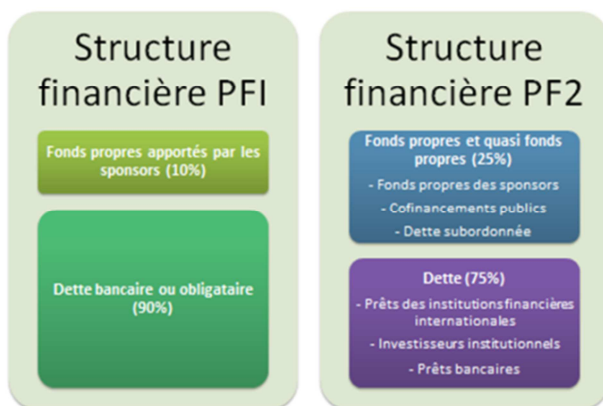 Structure
financière PFI
Fonds propres apportés par les
sponsors (10%)
Dette bancaire ou obligataire
(90%)
Structure
financière PF2
Fonds propres et quasi fonds
propres (25%)
- Fonds propres des sponsors
- Cofinancements publics
- Dette subordonnée
Dette (75%)
- Prêts des institutions financières
internationales
- Investisseurs institutionnels
- Prêts bancaires